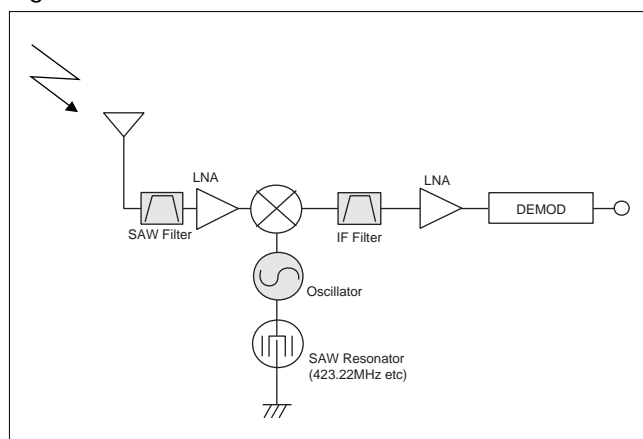 LNA
LNA
SAW Filter
IF Filter
DEMOD
Oscillator
SAW Resonator
(423.22MHz etc)